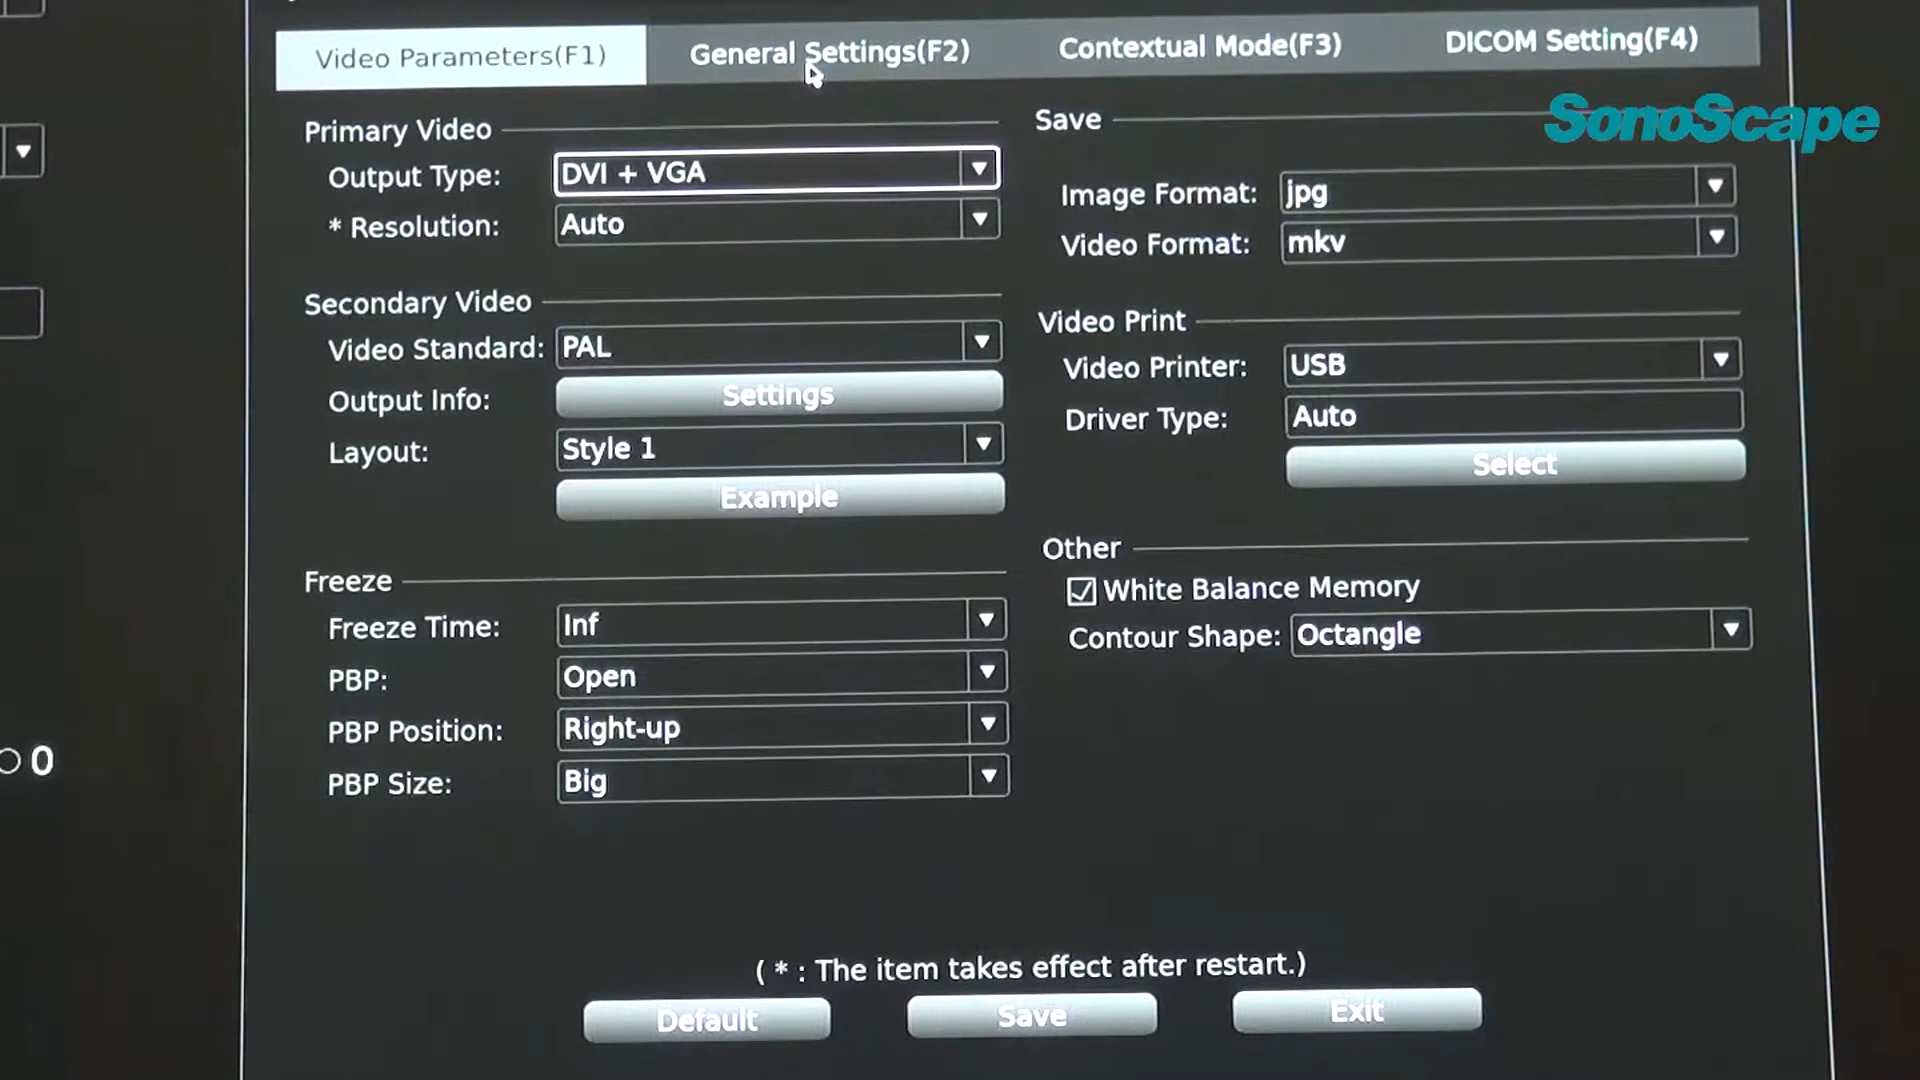 Video Parameters(F1) General Settings(F2) Contextual Mode(F3) DICOM Setting(F4)
SonoScape
Primary Video
Output Type: DVI + VGA
* Resolution: Auto
Secondary Video
Video Standard: PAL
Output Info: Settings
Layout: Style 1
Example
Freeze
Freeze Time: Inf
PBP: Open
PBP Position: Right-up
PBP Size: Big
Save
Image Format: jpg
Video Format: mkv
Video Print
Video Printer: USB
Driver Type: Auto
Select
Other
White Balance Memory
Contour Shape: Octangle
0
( * : The item takes effect after restart.)
Default Save Exit